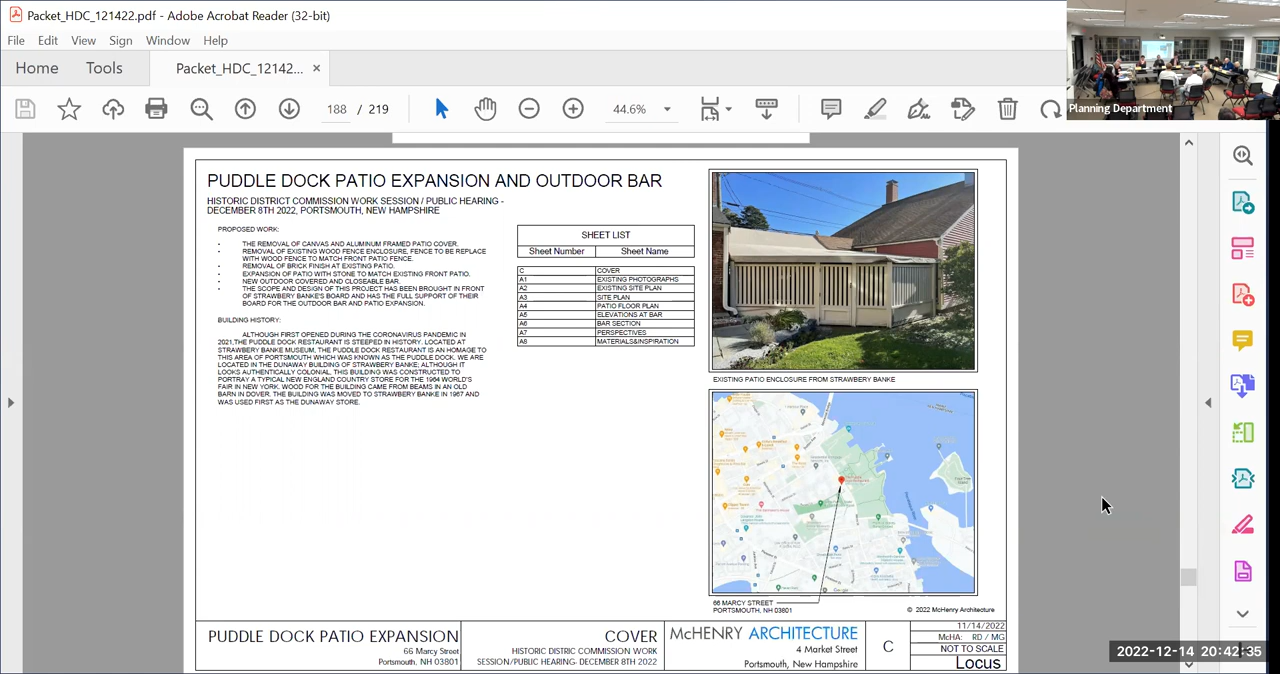 Packet_HDC_121422.pdf - Adobe Acrobat Reader (32-bit)
File Edit View Sign Window Help
Home Tools Packet_HDC_12142... ×
188 / 219 44.6%
Planning Department
PUDDLE DOCK PATIO EXPANSION AND OUTDOOR BAR
HISTORIC DISTRICT COMMISSION WORK SESSION / PUBLIC HEARING -
DECEMBER 8TH 2022, PORTSMOUTH, NEW HAMPSHIRE
PROPOSED WORK:
• THE REMOVAL OF CANVAS AND ALUMINUM FRAMED PATIO COVER.
• REMOVAL OF EXISTING WOOD FENCE ENCLOSURE, FENCE TO BE REPLACE
WITH WOOD FENCE TO MATCH FRONT PATIO FENCE.
• REMOVAL OF BRICK FINISH AT EXISTING PATIO.
• EXPANSION OF PATIO WITH STONE TO MATCH EXISTING FRONT PATIO.
• NEW OUTDOOR COVERED AND CLOSEABLE BAR.
• THE SCOPE AND DESIGN OF THIS PROJECT HAS BEEN BROUGHT IN FRONT
OF STRAWBERY BANKE'S BOARD AND HAS THE FULL SUPPORT OF THEIR
BOARD FOR THE OUTDOOR BAR AND PATIO EXPANSION.
BUILDING HISTORY:
ALTHOUGH FIRST OPENED DURING THE CORONAVIRUS PANDEMIC IN
2021,THE PUDDLE DOCK RESTAURANT IS STEEPED IN HISTORY. LOCATED AT
STRAWBERY BANKE MUSEUM, THE PUDDLE DOCK RESTAURANT IS AN HOMAGE TO
THIS AREA OF PORTSMOUTH WHICH WAS KNOWN AS THE PUDDLE DOCK. WE ARE
LOCATED IN THE DUNAWAY BUILDING OF STRAWBERY BANKE; ALTHOUGH IT
LOOKS AUTHENTICALLY COLONIAL, THIS BUILDING WAS CONSTRUCTED TO
PORTRAY A TYPICAL NEW ENGLAND COUNTRY STORE FOR THE 1964 WORLD'S
FAIR IN NEW YORK. WOOD FOR THE BUILDING CAME FROM BEAMS IN AN OLD
BARN IN DOVER. THE BUILDING WAS MOVED TO STRAWBERY BANKE IN 1967 AND
WAS USED FIRST AS THE DUNAWAY STORE.
SHEET LIST
Sheet Number Sheet Name
C COVER
A1 EXISTING PHOTOGRAPHS
A2 EXISTING SITE PLAN
A3 SITE PLAN
A4 PATIO FLOOR PLAN
A5 ELEVATIONS AT BAR
A6 BAR SECTION
A7 PERSPECTIVES
A8 MATERIALS&INSPIRATION
EXISTING PATIO ENCLOSURE FROM STRAWBERY BANKE
Google
66 MARCY STREET
PORTSMOUTH, NH 03801
© 2022 McHenry Architecture
PUDDLE DOCK PATIO EXPANSION
66 Marcy Street
Portsmouth, NH 03801
COVER
HISTORIC DISTRIC COMMISSION WORK
SESSION/PUBLIC HEARING- DECEMBER 8TH 2022
McHENRY ARCHITECTURE
4 Market Street
Portsmouth, New Hampshire
C
11/14/2022
McHA: RD / MG
NOT TO SCALE
Locus
2022-12-14 20:42:35